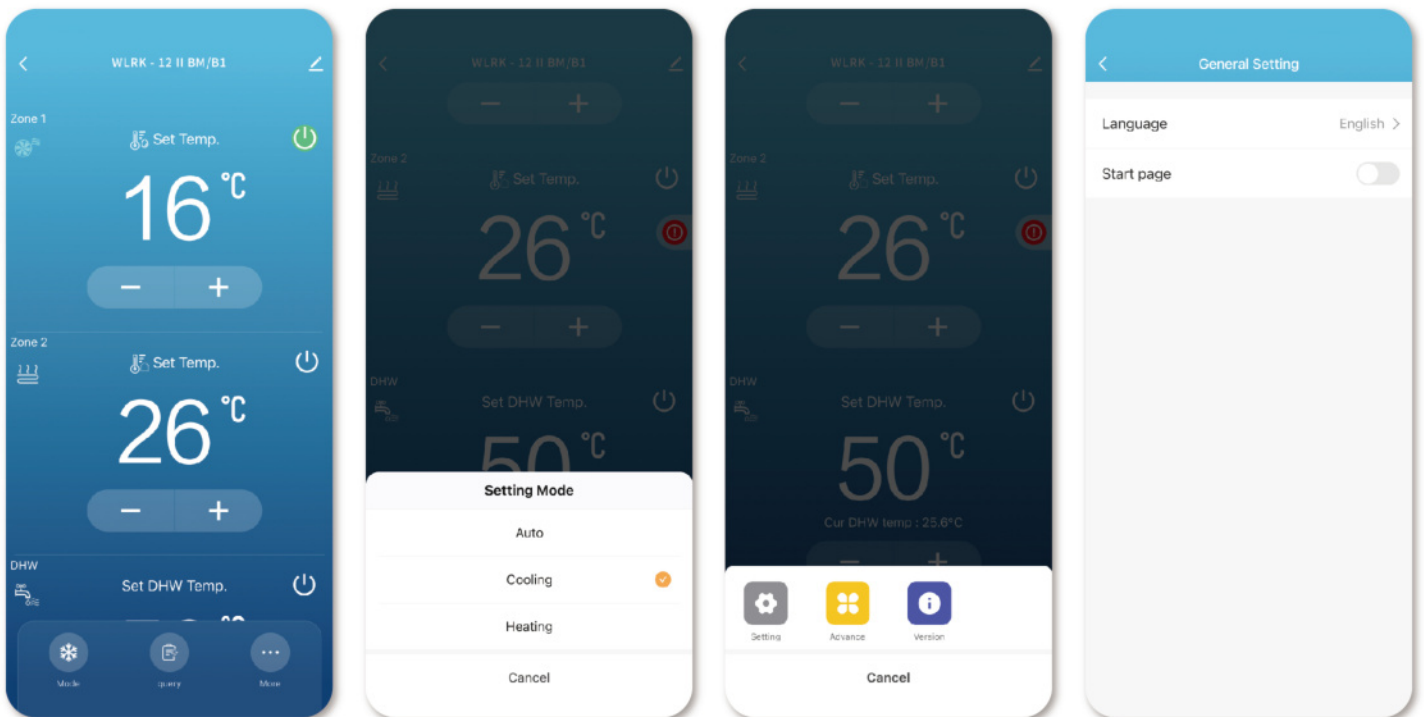 WLRK - 12 II BM/B1
Zone 1
Set Temp.
16 °C
− +
Zone 2
Set Temp.
26 °C
− +
DHW
Set DHW Temp.
Mode query More
WLRK - 12 II BM/B1
− +
Zone 2
Set Temp.
26 °C
− +
DHW
Set DHW Temp.
50 °C
Setting Mode
Auto
Cooling
Heating
Cancel
WLRK - 12 II BM/B1
− +
Zone 2
Set Temp.
26 °C
− +
DHW
Set DHW Temp.
50 °C
Cur DHW temp : 25.6°C
− +
Setting Advance Version
Cancel
General Setting
Language English >
Start page